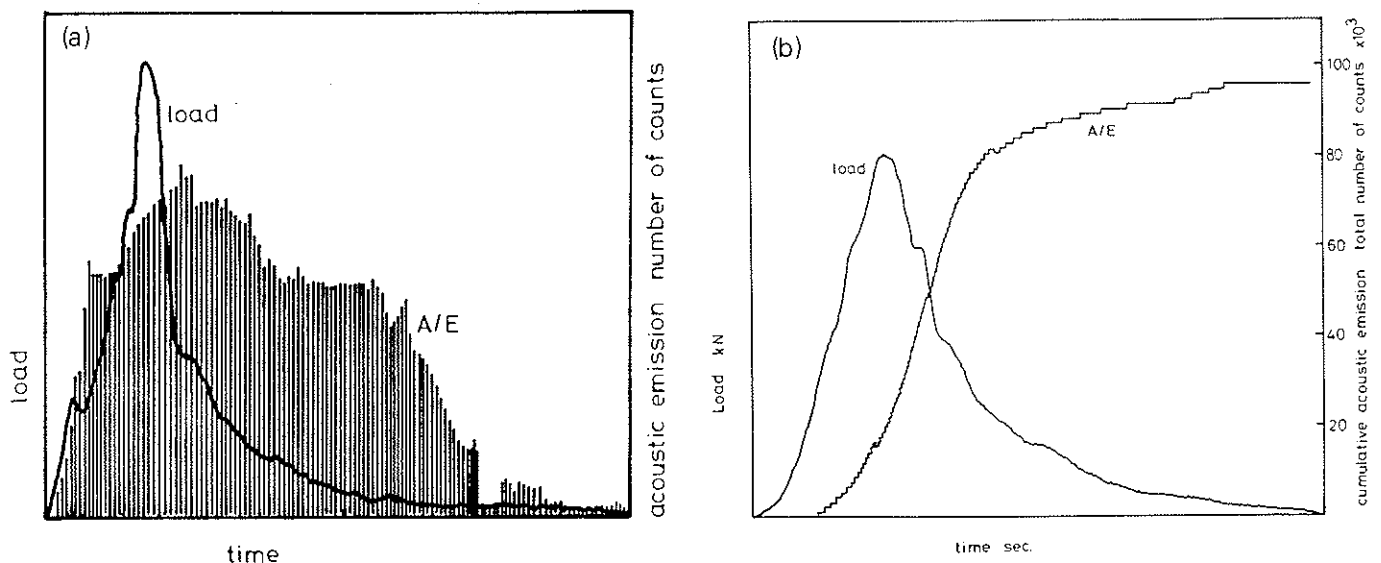 (a)
load
A/E
load
time
acoustic emission number of counts
(b)
load
A/E
Load kN
time sec.
100
80
60
40
20
cumulative acoustic emission total number of counts x10³